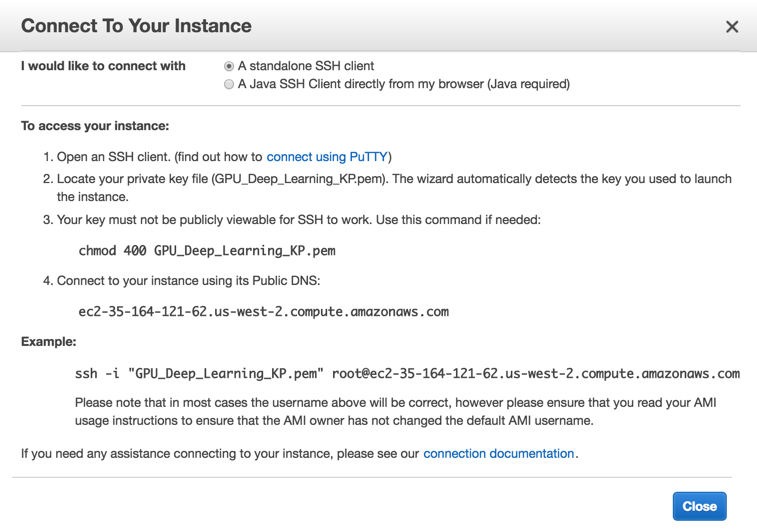 Connect To Your Instance
I would like to connect with
A standalone SSH client
A Java SSH Client directly from my browser (Java required)
To access your instance:
1. Open an SSH client. (find out how to connect using PuTTY)
2. Locate your private key file (GPU_Deep_Learning_KP.pem). The wizard automatically detects the key you used to launch
the instance.
3. Your key must not be publicly viewable for SSH to work. Use this command if needed:
chmod 400 GPU_Deep_Learning_KP.pem
4. Connect to your instance using its Public DNS:
ec2-35-164-121-62.us-west-2.compute.amazonaws.com
Example:
ssh -i "GPU_Deep_Learning_KP.pem" root@ec2-35-164-121-62.us-west-2.compute.amazonaws.com
Please note that in most cases the username above will be correct, however please ensure that you read your AMI
usage instructions to ensure that the AMI owner has not changed the default AMI username.
If you need any assistance connecting to your instance, please see our connection documentation.
Close